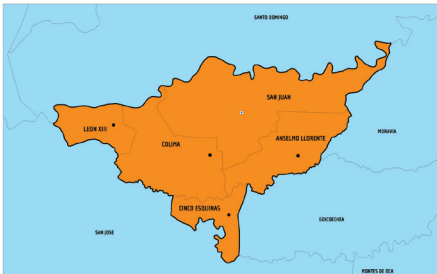 SANTO DOMINGO
SAN JUAN
LEON XIII
MORAVIA
ANSELMO LLORENTE
COLIMA
CINCO ESQUINAS
GOICOECHEA
SAN JOSE
MONTES DE OCA